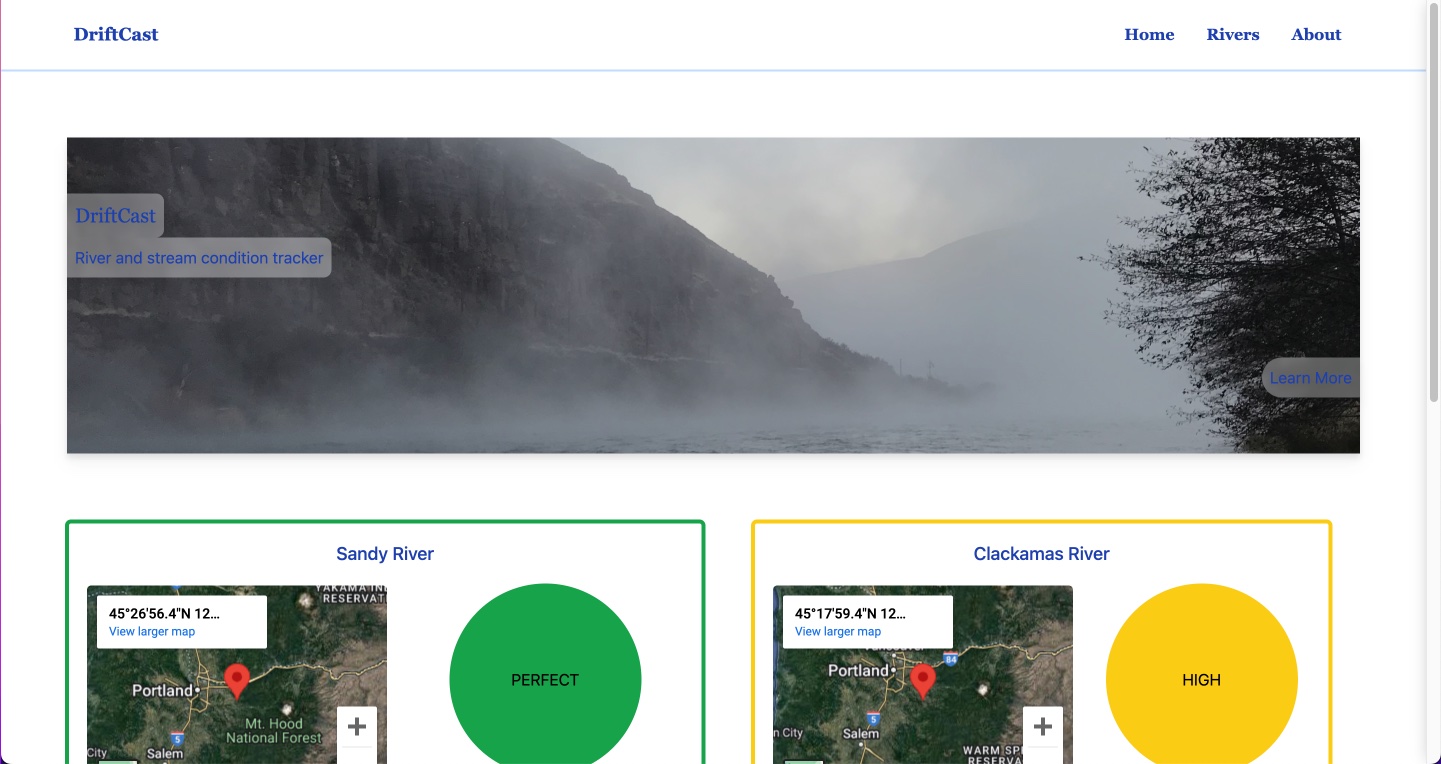 DriftCast
Home Rivers About
DriftCast
River and stream condition tracker
Learn More
Sandy River
Clackamas River
45°26'56.4"N 12...
View larger map
YAKAMA
RESERVAT
Portland
Mt. Hood
National Forest
5
City
Salem
PERFECT
45°17'59.4"N 12...
View larger map
Vancouver
84
Portland
5
n City
Salem
WARM SP
RESERVA
HIGH